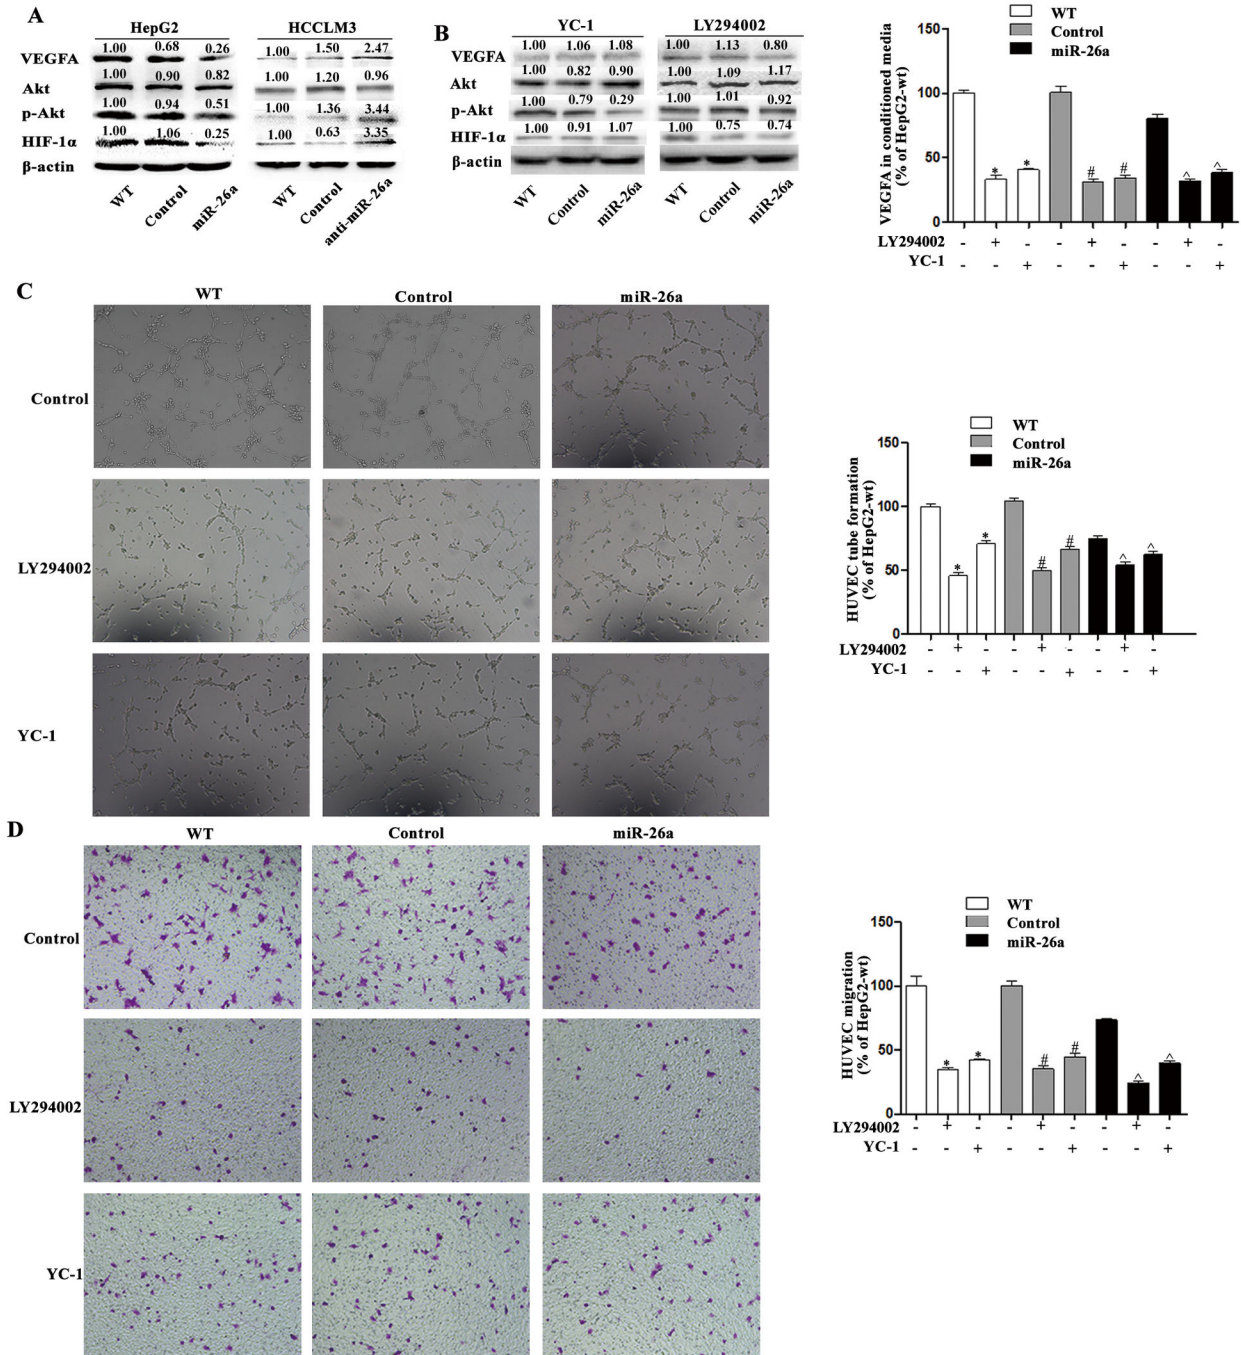 A
HepG2 HCCLM3
VEGFA 1.00 0.68 0.26 1.00 1.50 2.47
Akt 1.00 0.90 0.82 1.00 1.20 0.96
p-Akt 1.00 0.94 0.51 1.00 1.36 3.44
HIF-1α 1.00 1.06 0.25 1.00 0.63 3.35
β-actin
WT Control miR-26a WT Control anti-miR-26a
B
YC-1 LY294002
VEGFA 1.00 1.06 1.08 1.00 1.13 0.80
Akt 1.00 0.82 0.90 1.00 1.09 1.17
p-Akt 1.00 0.79 0.29 1.00 1.01 0.92
HIF-1α 1.00 0.91 1.07 1.00 0.75 0.74
β-actin
WT Control miR-26a WT Control miR-26a
WT
Control
miR-26a
VEGFA in conditioned media
(% of HepG2-wt)
150
100
50
0
* * # # ^ ^
LY294002 - + - - + - - + -
YC-1 - - + - - + - - +
C
WT Control miR-26a
Control
LY294002
YC-1
WT
Control
miR-26a
HUVEC tube formation
(% of HepG2-wt)
150
100
50
0
* * # # ^ ^
LY294002 - + - - + - - + -
YC-1 - - + - - + - - +
D
WT Control miR-26a
Control
LY294002
YC-1
WT
Control
miR-26a
HUVEC migration
(% of HepG2-wt)
150
100
50
0
* * # # ^ ^
LY294002 - + - - + - - + -
YC-1 - - + - - + - - +